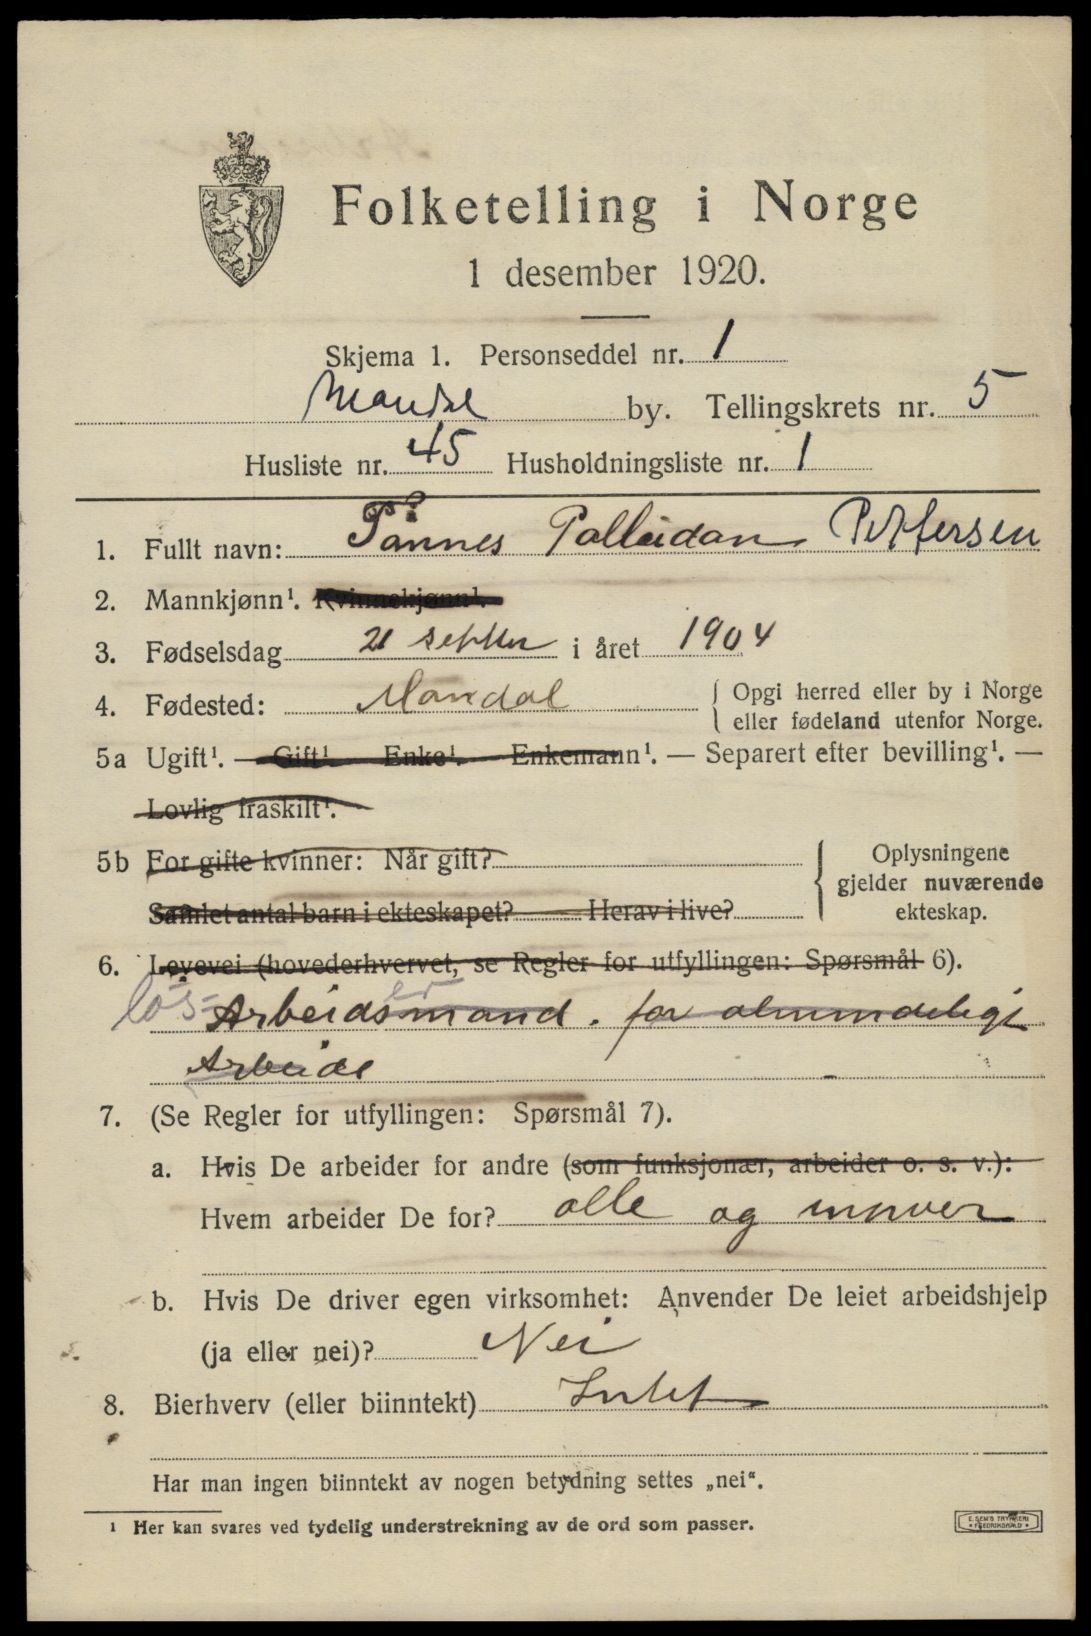 Folketelling i Norge
1 desember 1920.
Skjema 1. Personseddel nr. 1
Mandal by. Tellingskrets nr. 5
Husliste nr. 45 Husholdningsliste nr. 1
1. Fullt navn: Pettersen
2. Mannkjønn¹. Kvinnekjønn¹.
3. Fødselsdag 21 septbr i året 1904
4. Fødested: Mandal { Opgi herred eller by i Norge
eller fødeland utenfor Norge.
5a Ugift¹. — Gift¹. Enke¹. Enkemann¹. — Separert efter bevilling¹. —
Lovlig fraskilt¹.
5b For gifte kvinner: Når gift? { Oplysningene
gjelder nuværende
ekteskap.
Samlet antal barn i ekteskapet? Herav i live?
6. Levevei (hovederhvervet, se Regler for utfyllingen: Spørsmål 6).
løs- Arbeidsmand. er for almindelige
Arbeide
7. (Se Regler for utfyllingen: Spørsmål 7).
a. Hvis De arbeider for andre (som funksjonær, arbeider o. s. v.):
Hvem arbeider De for? alle og enhver
b. Hvis De driver egen virksomhet: Anvender De leiet arbeidshjelp
(ja eller nei)? Nei
8. Bierhverv (eller biinntekt) Intet
Har man ingen biinntekt av nogen betydning settes „nei“.
¹ Her kan svares ved tydelig understrekning av de ord som passer.
E. SEM'S TRYKKERI
FREDRIKSHALD